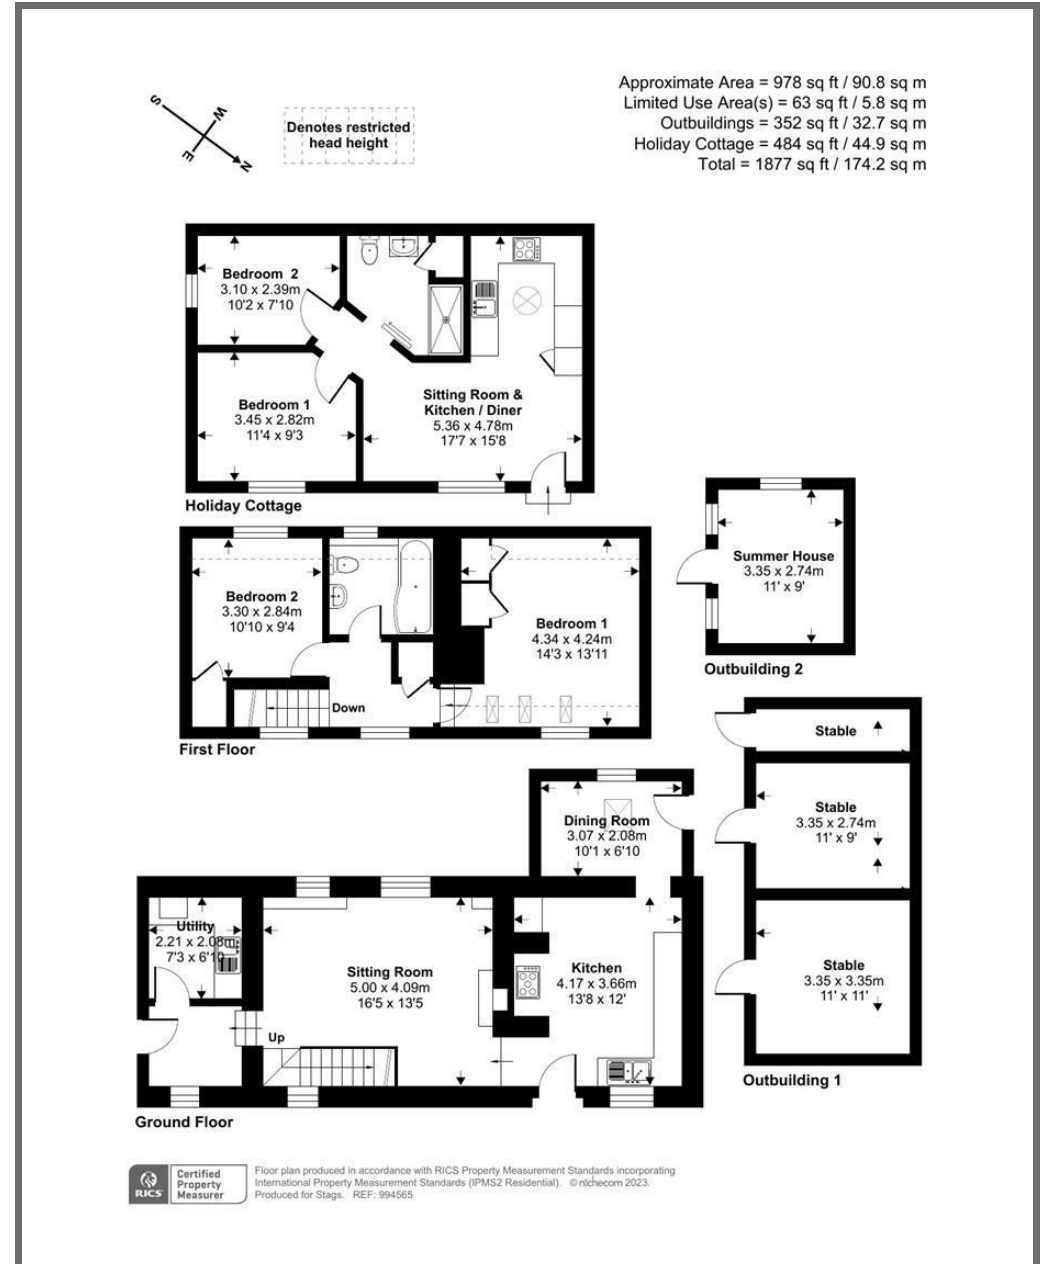 Approximate Area = 978 sq ft / 90.8 sq m
Limited Use Area(s) = 63 sq ft / 5.8 sq m
Outbuildings = 352 sq ft / 32.7 sq m
Holiday Cottage = 484 sq ft / 44.9 sq m
Total = 1877 sq ft / 174.2 sq m
S
W
E
N
Denotes restricted
head height
Bedroom 2
3.10 x 2.39m
10'2 x 7'10
Bedroom 1
3.45 x 2.82m
11'4 x 9'3
Sitting Room &
Kitchen / Diner
5.36 x 4.78m
17'7 x 15'8
Holiday Cottage
Bedroom 2
3.30 x 2.84m
10'10 x 9'4
Down
Bedroom 1
4.34 x 4.24m
14'3 x 13'11
First Floor
Summer House
3.35 x 2.74m
11' x 9'
Outbuilding 2
Stable
Stable
3.35 x 2.74m
11' x 9'
Stable
3.35 x 3.35m
11' x 11'
Outbuilding 1
Dining Room
3.07 x 2.08m
10'1 x 6'10
Utility
2.21 x 2.08m
7'3 x 6'10
Sitting Room
5.00 x 4.09m
16'5 x 13'5
Kitchen
4.17 x 3.66m
13'8 x 12'
Up
Ground Floor
RICS
Certified
Property
Measurer
Floor plan produced in accordance with RICS Property Measurement Standards incorporating
International Property Measurement Standards (IPMS2 Residential). © nichecom 2023.
Produced for Stags. REF: 994565